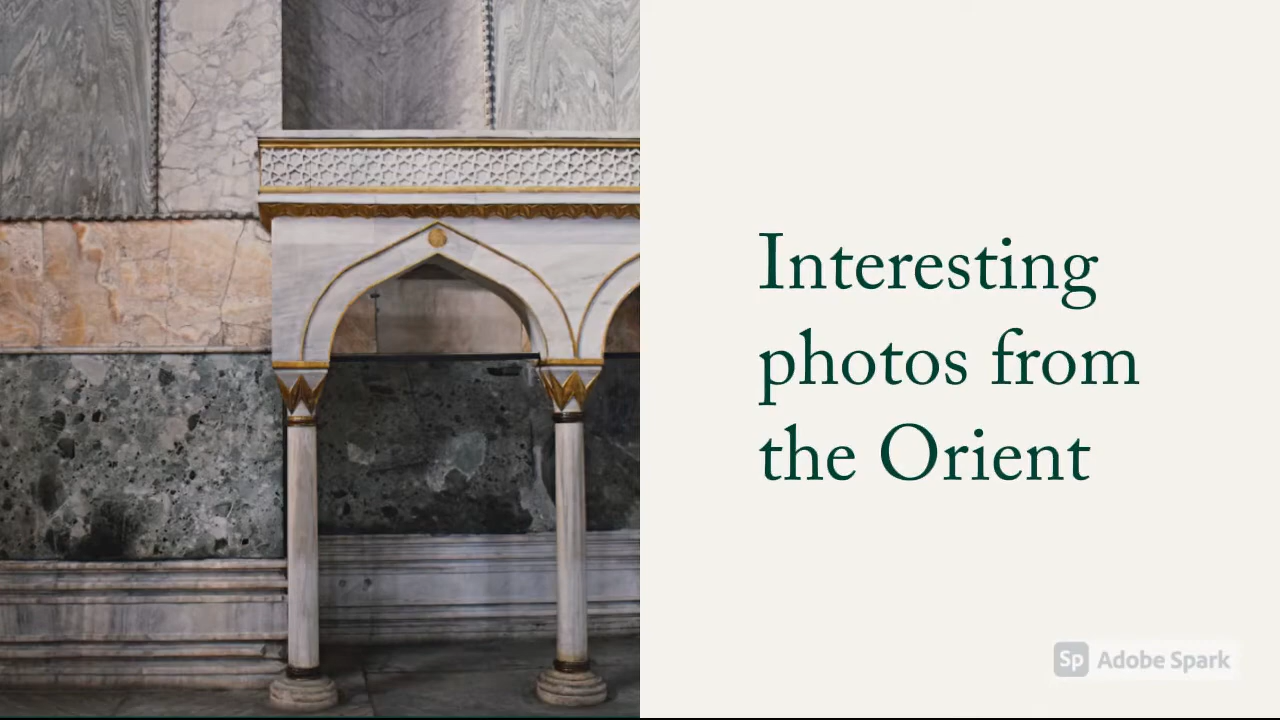 Interesting
photos from
the Orient
Sp Adobe Spark